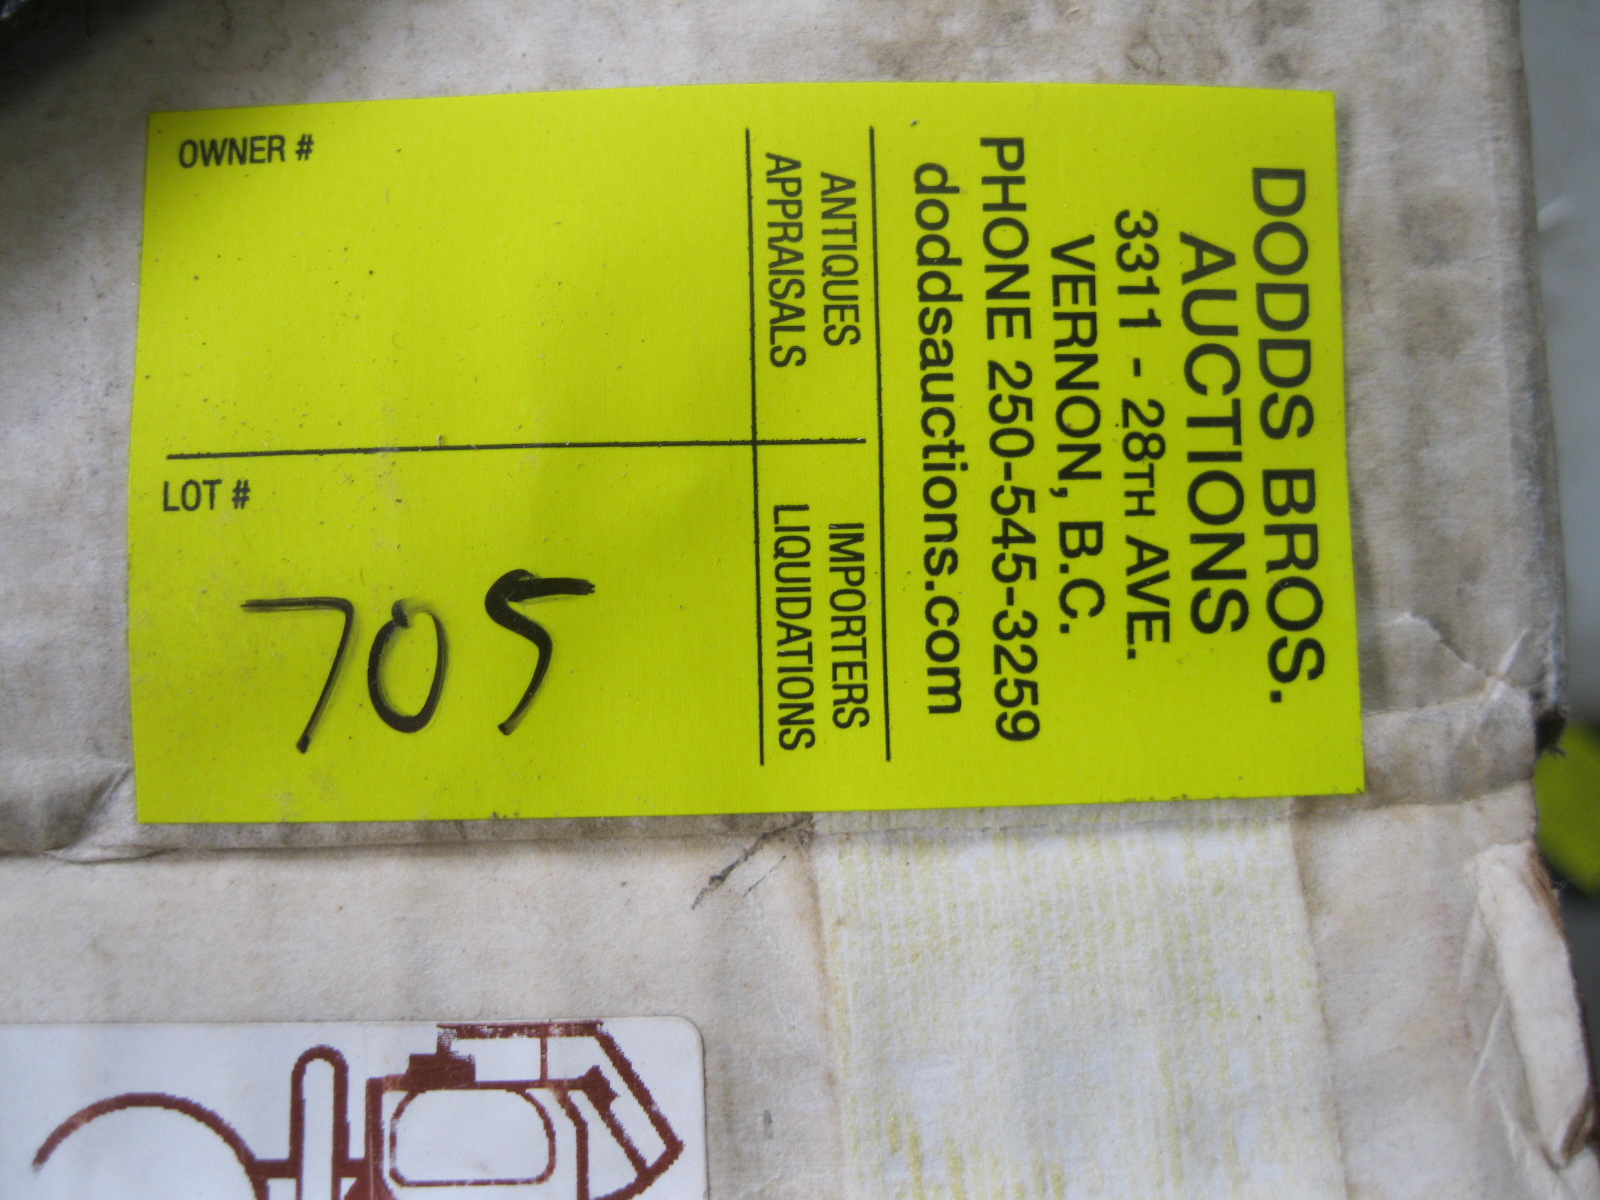 DODDS BROS.
AUCTIONS
3311 - 28TH AVE.
VERNON, B.C.
PHONE 250-545-3259
doddsauctions.com
ANTIQUES
APPRAISALS
IMPORTERS
LIQUIDATIONS
OWNER #
LOT #
705